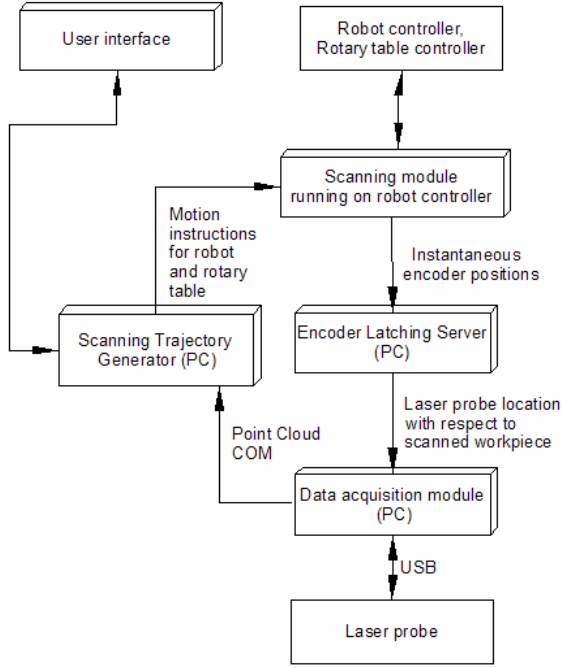 User interface
Robot controller,
Rotary table controller
Scanning module
running on robot controller
Motion
instructions
for robot
and rotary
table
Instantaneous
encoder positions
Scanning Trajectory
Generator (PC)
Encoder Latching Server
(PC)
Laser probe location
with respect to
scanned workpiece
Point Cloud
COM
Data acquisition module
(PC)
USB
Laser probe